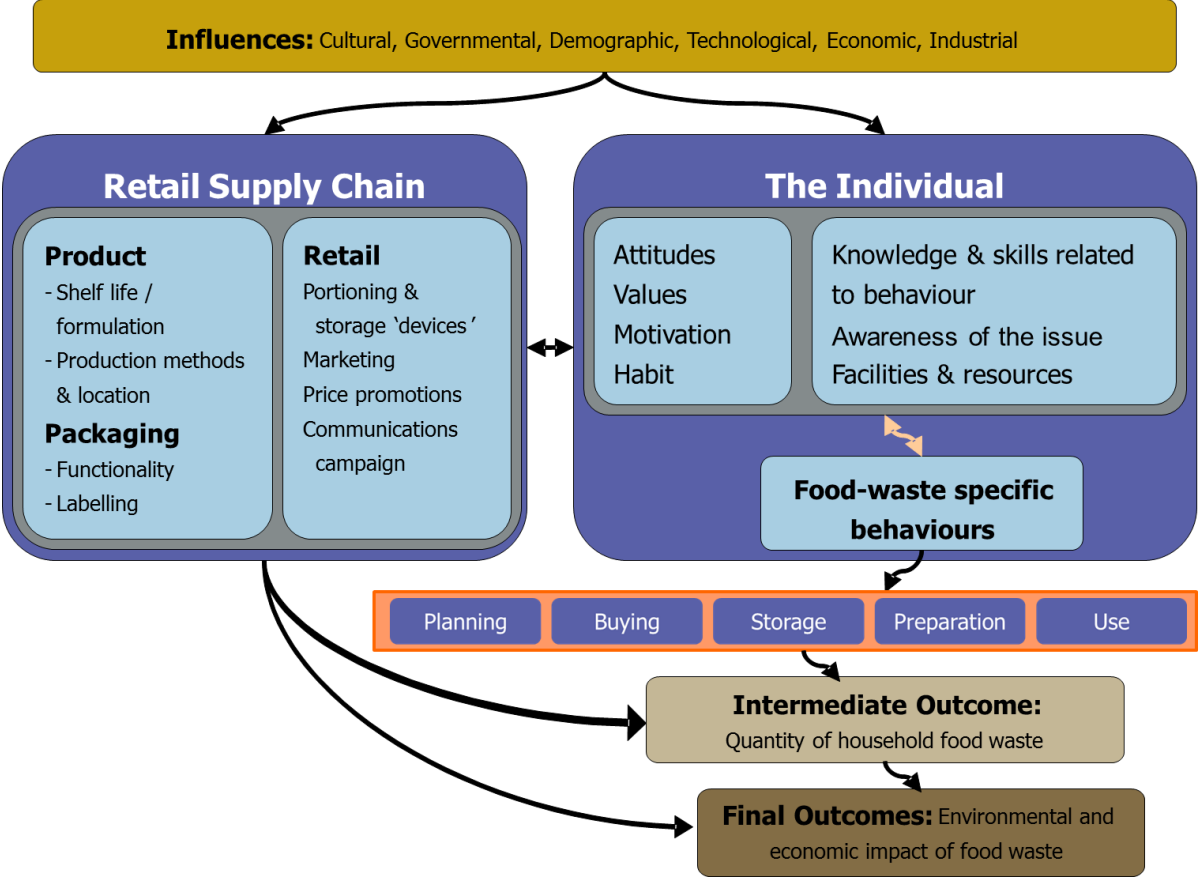 Influences: Cultural, Governmental, Demographic, Technological, Economic, Industrial
Retail Supply Chain
Product
- Shelf life /
formulation
- Production methods
& location
Packaging
- Functionality
- Labelling
Retail
Portioning &
storage ‘devices’
Marketing
Price promotions
Communications
campaign
The Individual
Attitudes
Values
Motivation
Habit
Knowledge & skills related
to behaviour
Awareness of the issue
Facilities & resources
Food-waste specific
behaviours
Planning
Buying
Storage
Preparation
Use
Intermediate Outcome:
Quantity of household food waste
Final Outcomes: Environmental and
economic impact of food waste